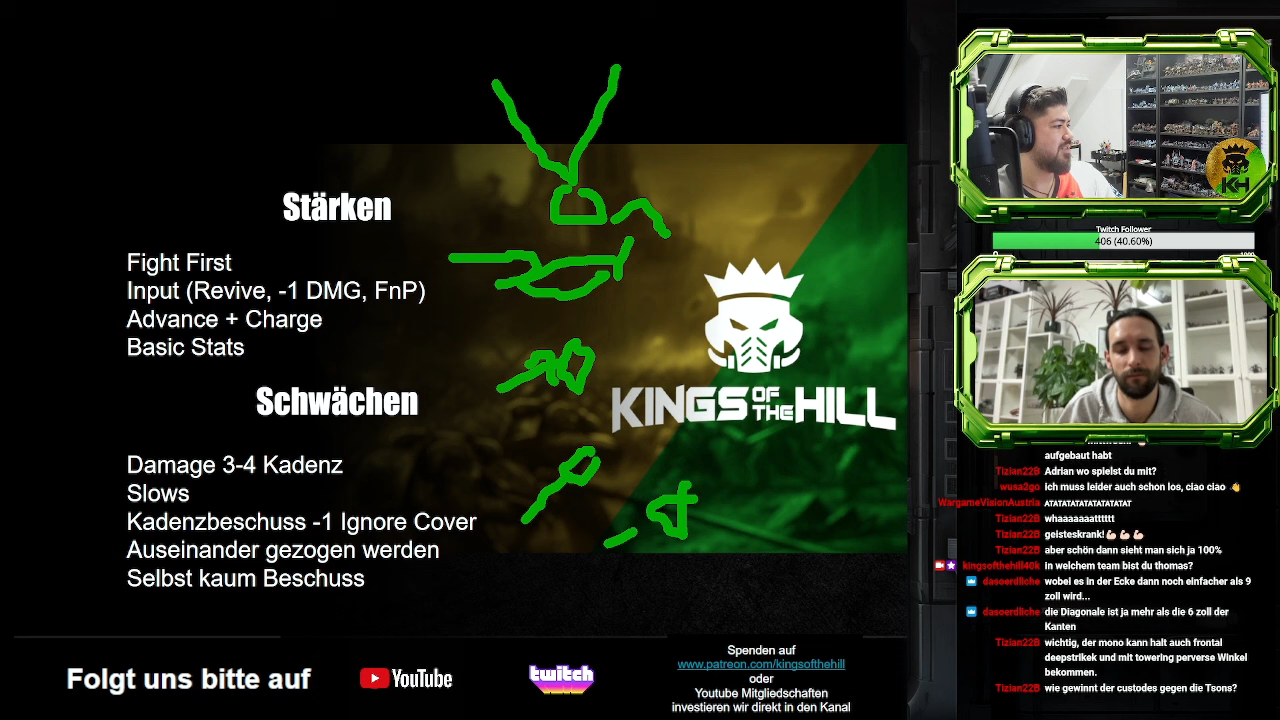 Stärken
Fight First
Input (Revive, -1 DMG, FnP)
Advance + Charge
Basic Stats
Schwächen
Damage 3-4 Kadenz
Slows
Kadenzbeschuss -1 Ignore Cover
Auseinander gezogen werden
Selbst kaum Beschuss
KINGS OF THE HILL
Folgt uns bitte auf
YouTube
twitch
Spenden auf
www.patreon.com/kingsofthehill
oder
Youtube Mitgliedschaften
investieren wir direkt in den Kanal
KH
Twitch Follower
406 (40.60%)
0
1000
aufgebaut habt
Tizian22B Adrian wo spielst du mit?
wusa2go ich muss leider auch schon los, ciao ciao 👋
WargameVisionAustria ATATATATATATATATAT
Tizian22B whaaaaaaatttttt
Tizian22B geisteskrank!💪🏻💪🏻💪🏻
Tizian22B aber schön dann sieht man sich ja 100%
kingsofthehill40k in welchem team bist du thomas?
dasoerdliche wobei es in der Ecke dann noch einfacher als 9
zoll wird...
dasoerdliche die Diagonale ist ja mehr als die 6 zoll der
Kanten
Tizian22B wichtig, der mono kann halt auch frontal
deepstrikek und mit towering perverse Winkel
bekommen.
Tizian22B wie gewinnt der custodes gegen die Tsons?